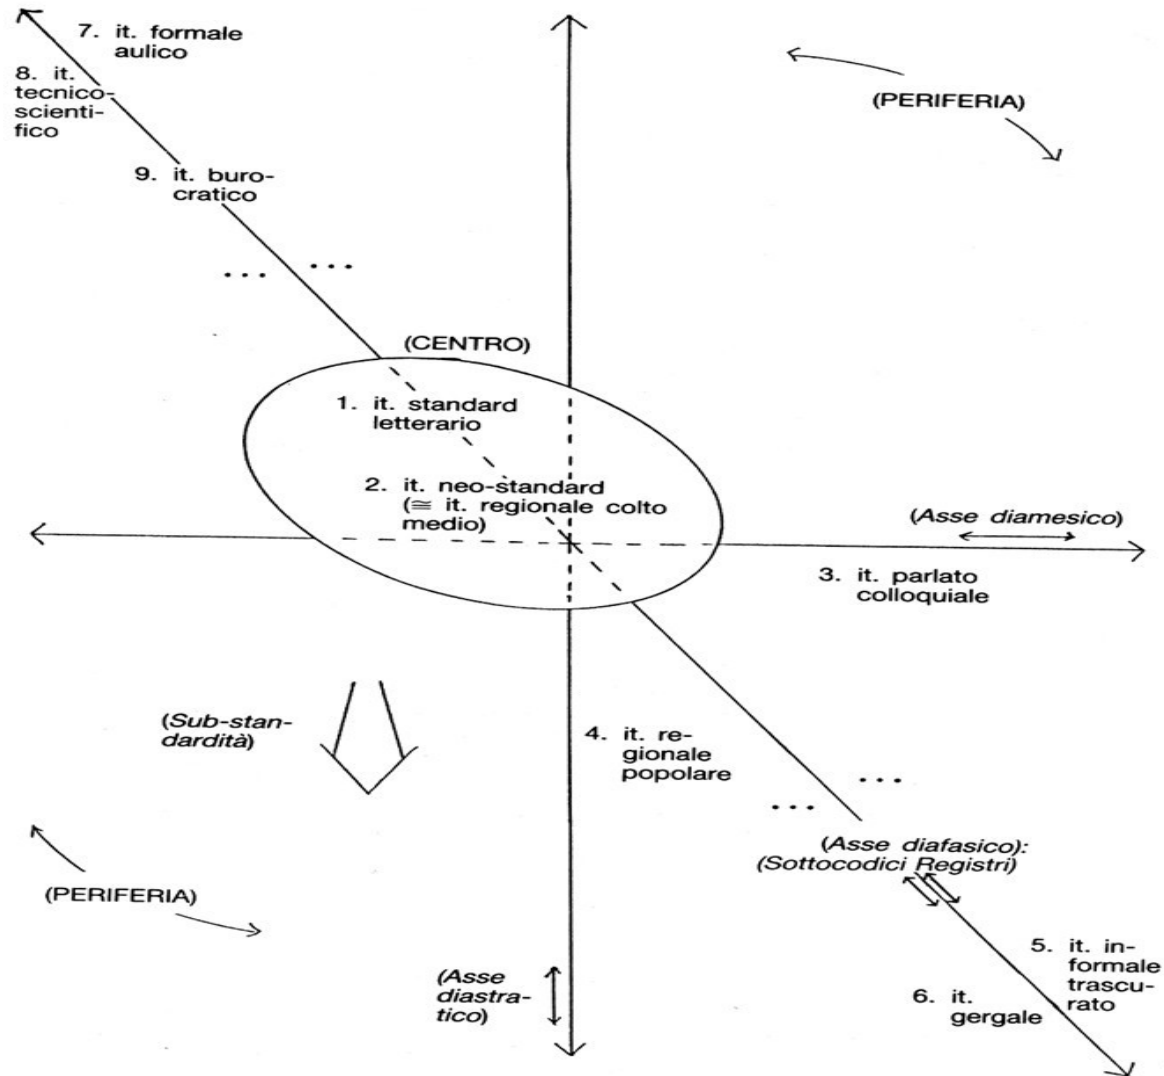 7. it. formale
aulico
8. it.
tecnico-
scienti-
fico
(PERIFERIA)
9. it. buro-
cratico
... ...
(CENTRO)
1. it. standard
letterario
2. it. neo-standard
(≅ it. regionale colto
medio)
(Asse diamesico)
3. it. parlato
colloquiale
(Sub-stan-
dardità)
4. it. re-
gionale
popolare
... ...
(Asse diafasico):
(Sottocodici Registri)
(PERIFERIA)
(Asse
diastra-
tico)
5. it. in-
formale
trascu-
rato
6. it.
gergale